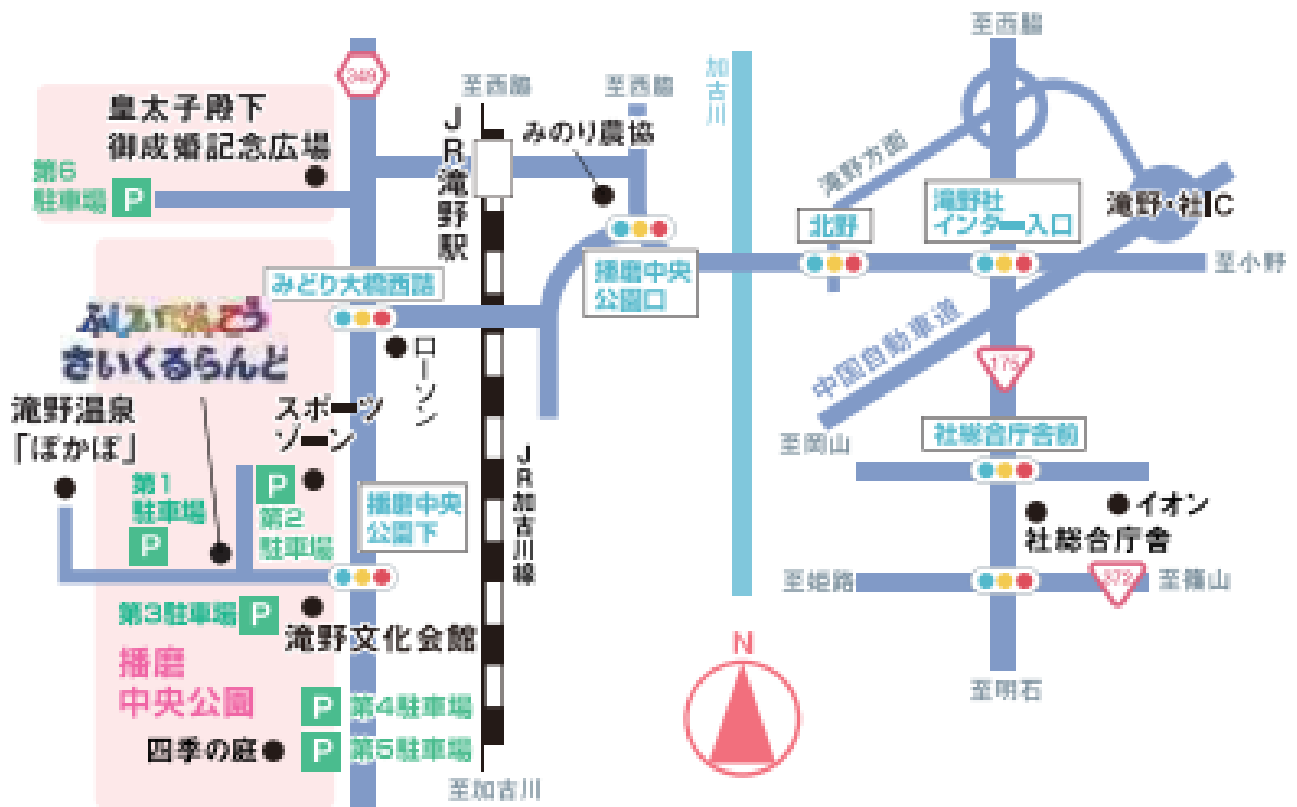 至西脇
349
至西脇
至西脇
加古川
皇太子殿下
御成婚記念広場
JR滝野駅
みのり農協
第6
駐車場 P
滝野方面
滝野社
インター入口
滝野・社IC
北野
播磨中央
公園口
至小野
みどり大橋西詰
さいくるらんど
ローソン
中国自動車道
175
滝野温泉
「ぽかぽ」
スポーツ
ゾーン
至岡山
社総合庁舎前
JR加古川線
第1
駐車場
P
P
第2
駐車場
播磨中央
公園下
イオン
社総合庁舎
至姫路
372
至篠山
第3駐車場 P
滝野文化会館
播磨
中央公園
N
至明石
P 第4駐車場
四季の庭
P 第5駐車場
至加古川